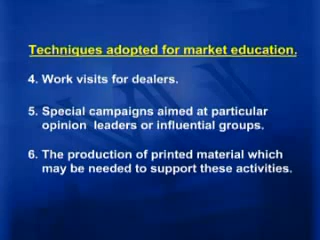 Techniques adopted for market education.
4. Work visits for dealers.
5. Special campaigns aimed at particular
opinion leaders or influential groups.
6. The production of printed material which
may be needed to support these activities.